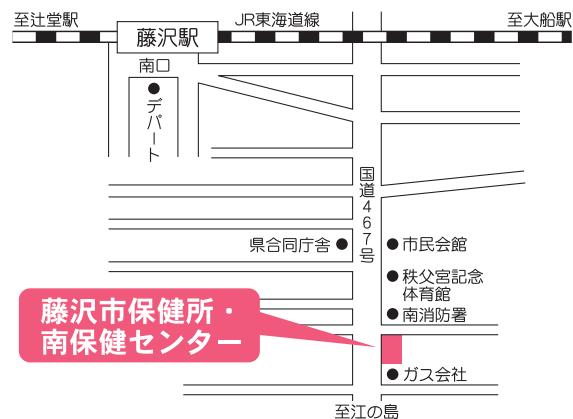 至辻堂駅
JR東海道線
至大船駅
藤沢駅
南口
デパート
国道467号
県合同庁舎
市民会館
秩父宮記念
体育館
南消防署
藤沢市保健所・
南保健センター
ガス会社
至江の島